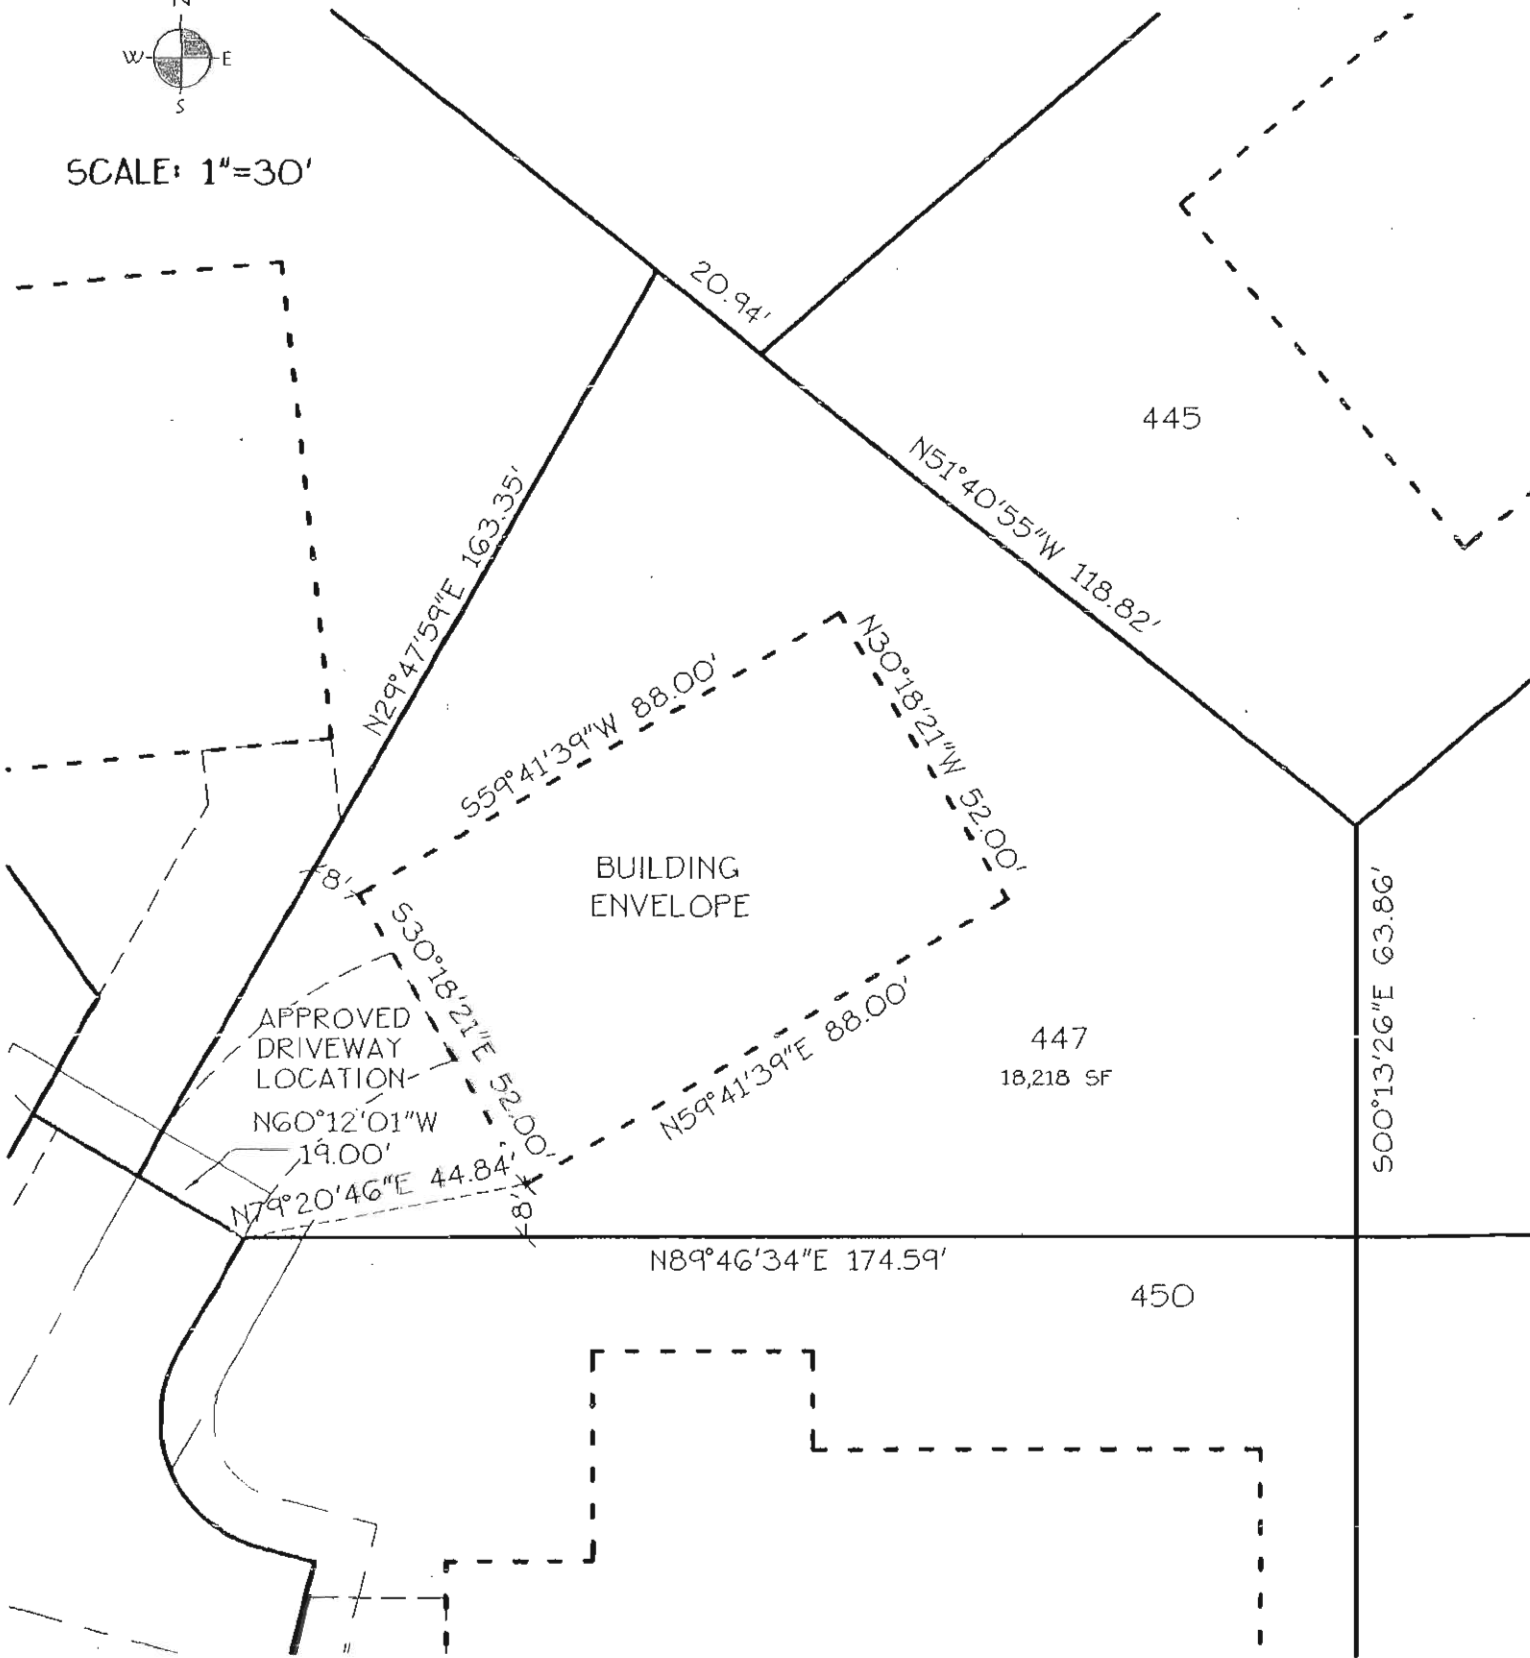 N
W E
S
SCALE: 1"=30'
20.94'
445
N51°40'55"W 118.82'
N29°47'59"E 163.35'
S59°41'39"W 88.00'
N30°18'21"W 52.00'
BUILDING
ENVELOPE
8'
S30°18'21"E 52.00'
S00°13'26"E 63.86'
APPROVED
DRIVEWAY
LOCATION
N59°41'39"E 88.00'
447
18,218 SF
N60°12'01"W
19.00'
N79°20'46"E 44.84'
8'
N89°46'34"E 174.59'
450